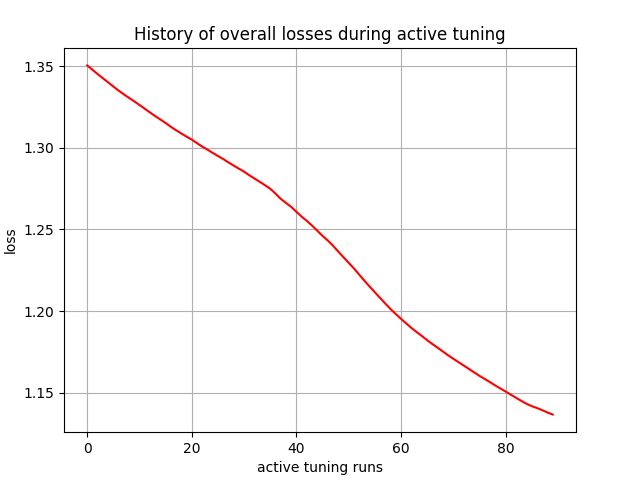 History of overall losses during active tuning
1.35
1.30
1.25
1.20
1.15
loss
0 20 40 60 80
active tuning runs